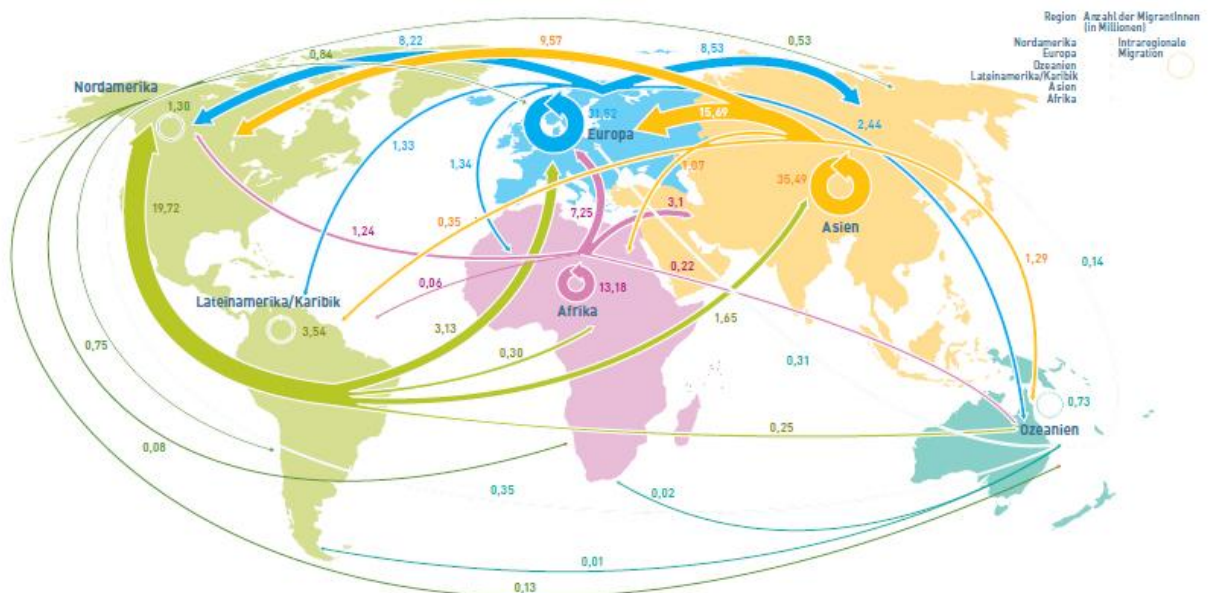 Region Anzahl der MigrantInnen
(in Millionen)
Nordamerika
Europa
Ozeanien
Lateinamerika/Karibik
Asien
Afrika
Intraregionale
Migration
0,84
8,22
9,57
8,53
0,53
Nordamerika
1,30
31,52
Europa
15,69
2,44
1,33
1,34
1,07
35,49
Asien
19,72
0,35
7,25
3,1
1,24
0,22
1,29
0,14
0,06
13,18
Afrika
Lateinamerika/Karibik
3,54
3,13
1,65
0,75
0,30
0,31
0,73
Ozeanien
0,25
0,08
0,35
0,02
0,01
0,13